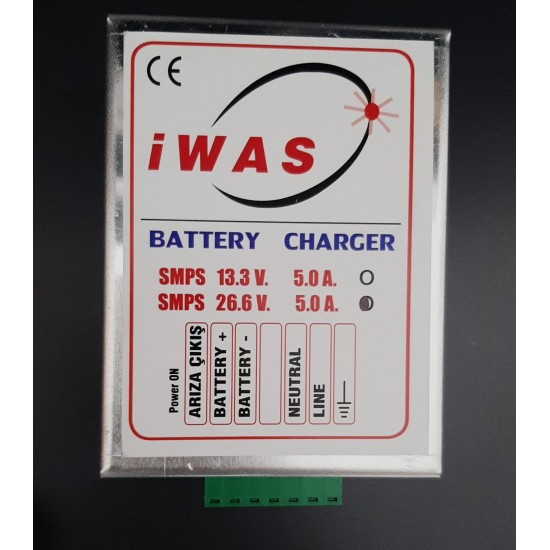 CE
iWAS
BATTERY CHARGER
SMPS 13.3 V. 5.0 A.
SMPS 26.6 V. 5.0 A.
Power ON
ARIZA ÇIKIŞ
BATTERY +
BATTERY -
NEUTRAL
LINE